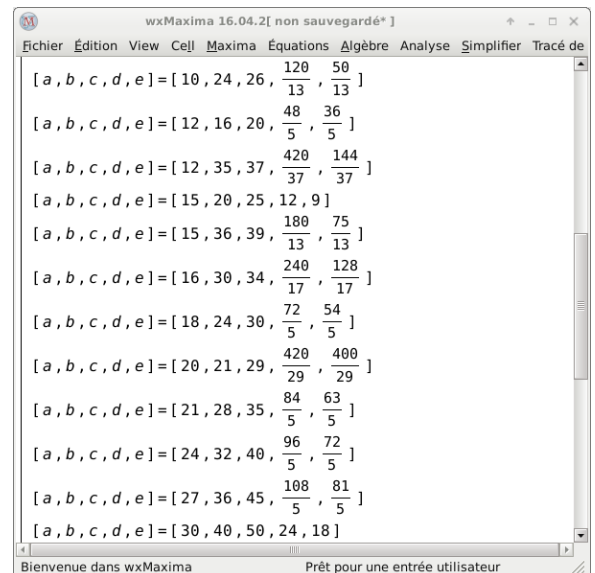 wxMaxima 16.04.2[ non sauvegardé* ]
Fichier Édition View Cell Maxima Équations Algèbre Analyse Simplifier Tracé de
[a,b,c,d,e]=[10,24,26,120/13,50/13]
[a,b,c,d,e]=[12,16,20,48/5,36/5]
[a,b,c,d,e]=[12,35,37,420/37,144/37]
[a,b,c,d,e]=[15,20,25,12,9]
[a,b,c,d,e]=[15,36,39,180/13,75/13]
[a,b,c,d,e]=[16,30,34,240/17,128/17]
[a,b,c,d,e]=[18,24,30,72/5,54/5]
[a,b,c,d,e]=[20,21,29,420/29,400/29]
[a,b,c,d,e]=[21,28,35,84/5,63/5]
[a,b,c,d,e]=[24,32,40,96/5,72/5]
[a,b,c,d,e]=[27,36,45,108/5,81/5]
[a,b,c,d,e]=[30,40,50,24,18]
Bienvenue dans wxMaxima Prêt pour une entrée utilisateur